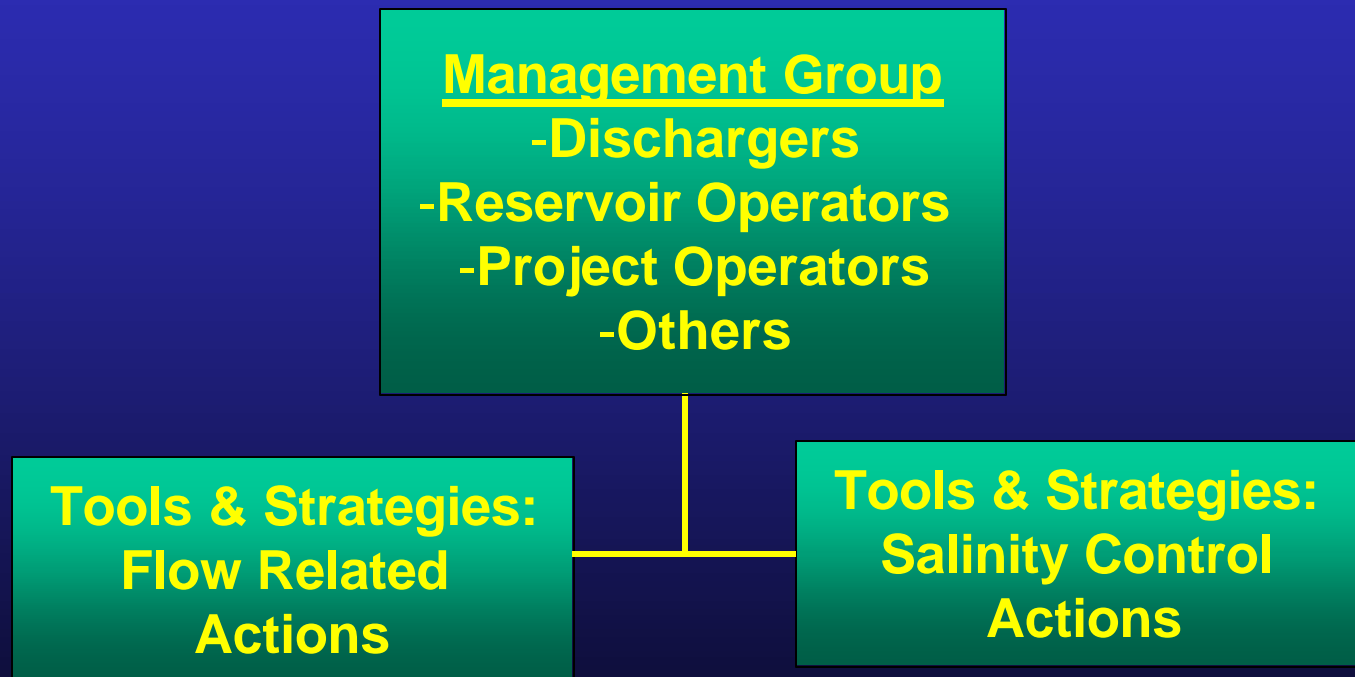 Management Group
-Dischargers
-Reservoir Operators
-Project Operators
-Others
Tools & Strategies:
Flow Related
Actions
Tools & Strategies:
Salinity Control
Actions